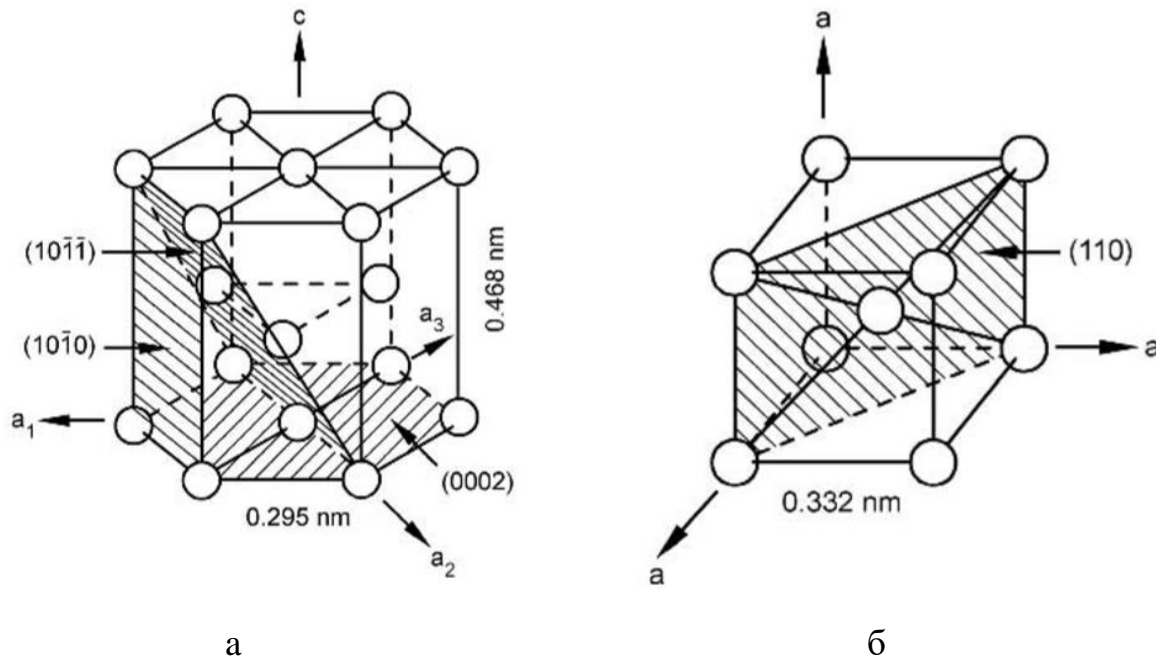 c
(101̄1̄)
(101̄0)
a₁
a₂
a₃
0.468 nm
(0002)
0.295 nm
а
a
(110)
a
0.332 nm
a
б